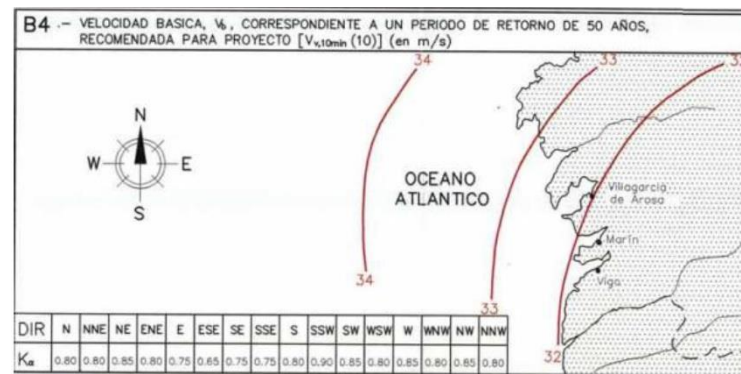 B4 .- VELOCIDAD BASICA, Vb, CORRESPONDIENTE A UN PERIODO DE RETORNO DE 50 AÑOS,
RECOMENDADA PARA PROYECTO [Vv,10min (10)] (en m/s)
34
33
N
W
E
S
OCEANO
ATLANTICO
Villagarcia
de Arosa
Marín
Vigo
34
33
32
DIR N NNE NE ENE E ESE SE SSE S SSW SW WSW W WNW NW NNW
Kα 0.80 0.80 0.85 0.80 0.75 0.65 0.75 0.75 0.80 0.90 0.85 0.80 0.85 0.80 0.85 0.80